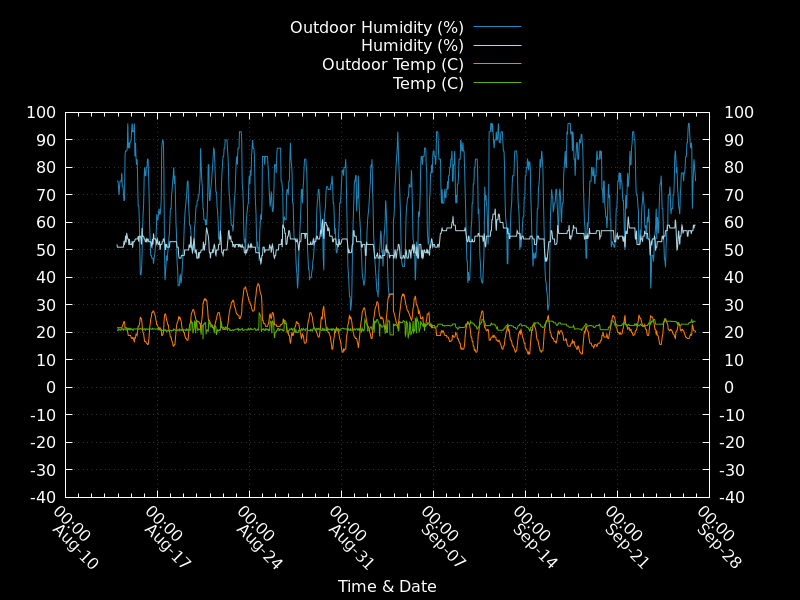 Outdoor Humidity (%)
Humidity (%)
Outdoor Temp (C)
Temp (C)
100 100
90 90
80 80
70 70
60 60
50 50
40 40
30 30
20 20
10 10
0 0
-10 -10
-20 -20
-30 -30
-40 -40
00:00 Aug-10
00:00 Aug-17
00:00 Aug-24
00:00 Aug-31
00:00 Sep-07
00:00 Sep-14
00:00 Sep-21
00:00 Sep-28
Time & Date